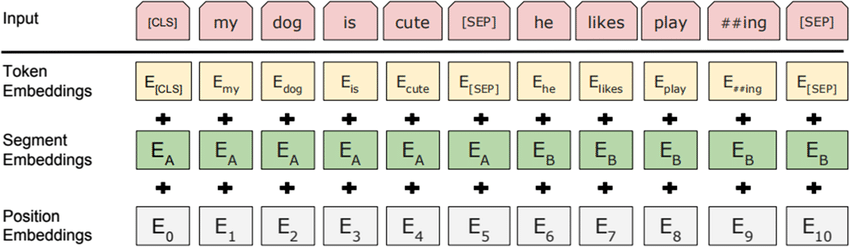 Input [CLS] my dog is cute [SEP] he likes play ##ing [SEP]
Token Embeddings E[CLS] Emy Edog Eis Ecute E[SEP] Ehe Elikes Eplay E##ing E[SEP]
+ + + + + + + + + + +
Segment Embeddings EA EA EA EA EA EA EB EB EB EB EB
+ + + + + + + + + + +
Position Embeddings E0 E1 E2 E3 E4 E5 E6 E7 E8 E9 E10